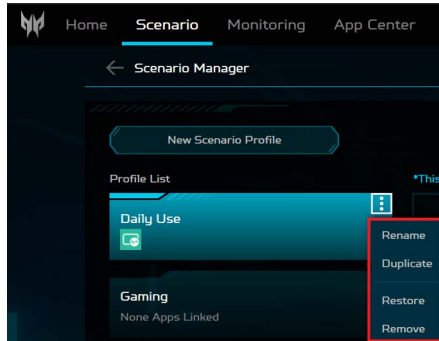 Home Scenario Monitoring App Center
Scenario Manager
New Scenario Profile
Profile List *This
Daily Use
Rename
Duplicate
Gaming
Restore
None Apps Linked
Remove